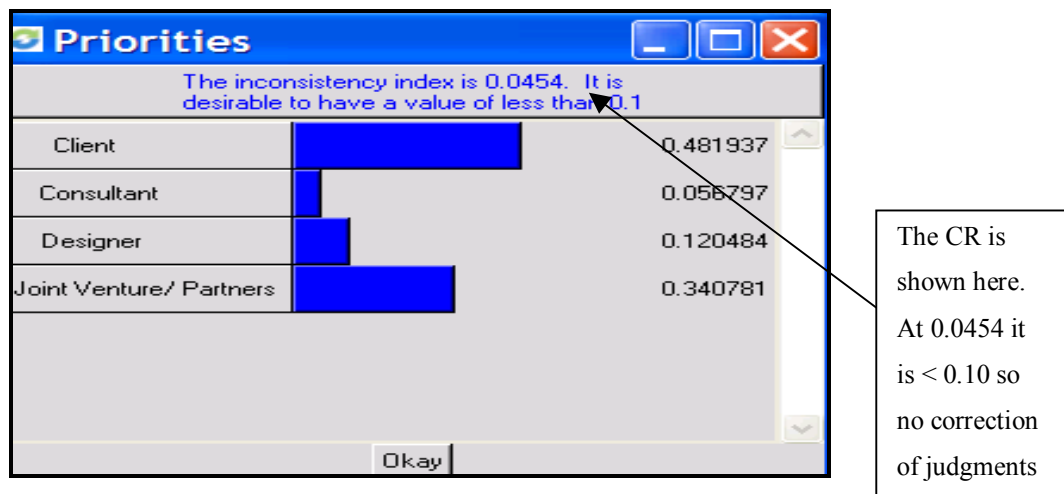 Priorities
The inconsistency index is 0.0454. It is
desirable to have a value of less than 0.1
Client 0.481937
Consultant 0.056797
Designer 0.120484
Joint Venture/ Partners 0.340781
Okay
The CR is
shown here.
At 0.0454 it
is < 0.10 so
no correction
of judgments